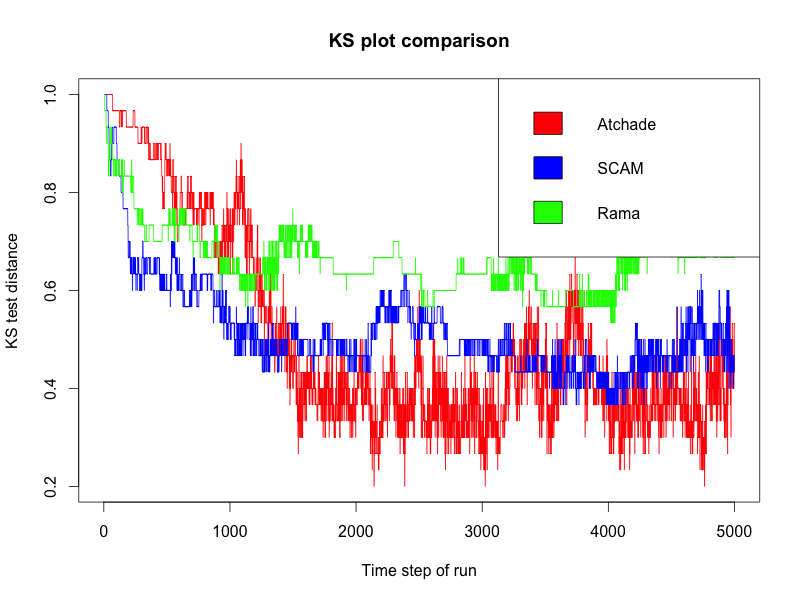 KS plot comparison
Atchade
SCAM
Rama
KS test distance
1.0
0.8
0.6
0.4
0.2
0 1000 2000 3000 4000 5000
Time step of run